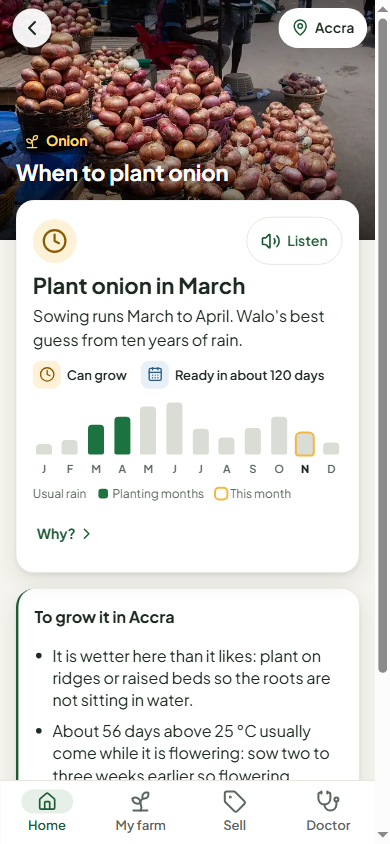 Accra
Onion
When to plant onion
Listen
Plant onion in March
Sowing runs March to April. Walo's best
guess from ten years of rain.
Can grow
Ready in about 120 days
J F M A M J J A S O N D
Usual rain Planting months This month
Why?
To grow it in Accra
It is wetter here than it likes: plant on
ridges or raised beds so the roots are
not sitting in water.
About 56 days above 25 °C usually
come while it is flowering: sow two to
three weeks earlier so flowering
Home My farm Sell Doctor